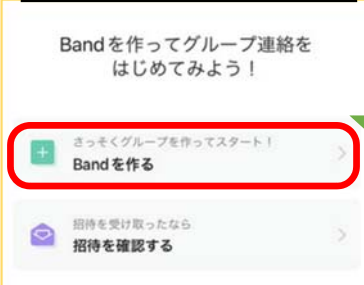 Bandを作ってグループ連絡を
はじめてみよう！
さっそくグループを作ってスタート！
Bandを作る
招待を受け取ったなら
招待を確認する